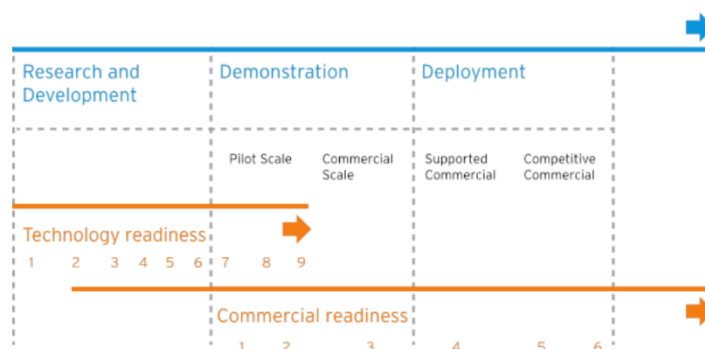 Research and
Development
Demonstration
Deployment
Pilot Scale
Commercial
Scale
Supported
Commercial
Competitive
Commercial
Technology readiness
1 2 3 4 5 6 7 8 9
Commercial readiness
1 2 3 4 5 6